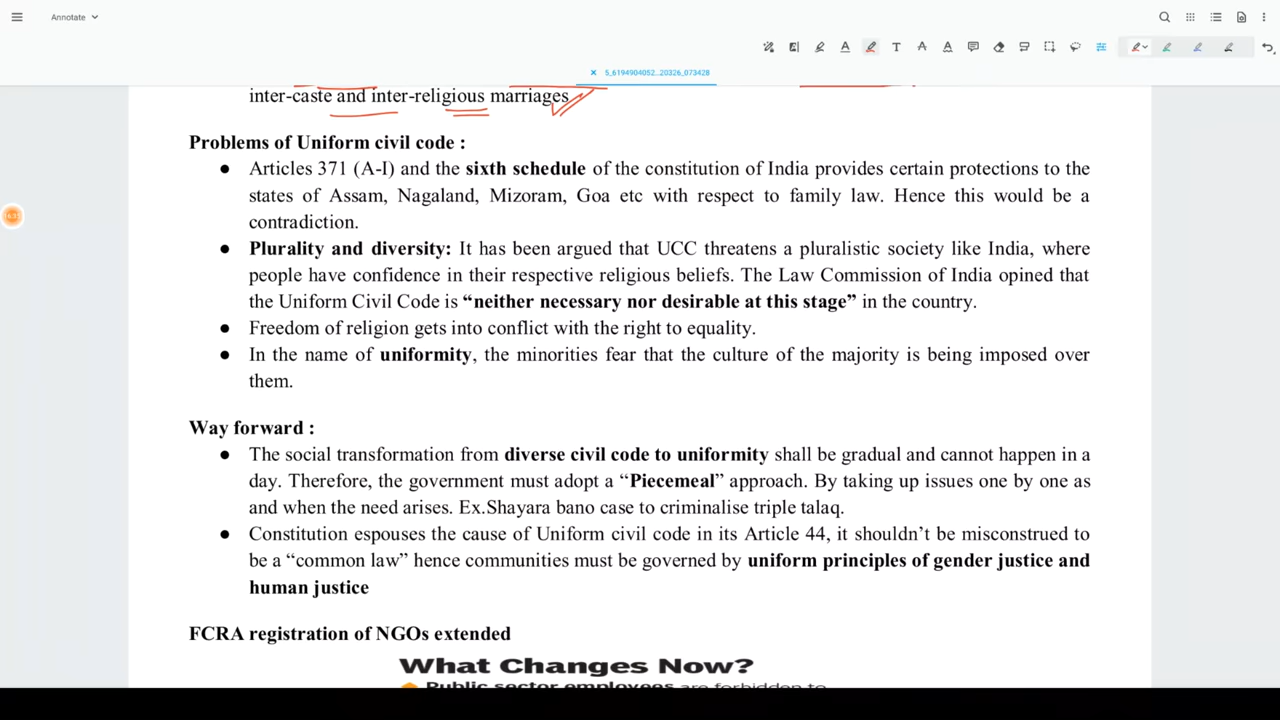 Annotate
5_6194904052...20326_073428
inter-caste and inter-religious marriages
Problems of Uniform civil code :
● Articles 371 (A-I) and the sixth schedule of the constitution of India provides certain protections to the
states of Assam, Nagaland, Mizoram, Goa etc with respect to family law. Hence this would be a
contradiction.
● Plurality and diversity: It has been argued that UCC threatens a pluralistic society like India, where
people have confidence in their respective religious beliefs. The Law Commission of India opined that
the Uniform Civil Code is “neither necessary nor desirable at this stage” in the country.
● Freedom of religion gets into conflict with the right to equality.
● In the name of uniformity, the minorities fear that the culture of the majority is being imposed over
them.
Way forward :
● The social transformation from diverse civil code to uniformity shall be gradual and cannot happen in a
day. Therefore, the government must adopt a “Piecemeal” approach. By taking up issues one by one as
and when the need arises. Ex.Shayara bano case to criminalise triple talaq.
● Constitution espouses the cause of Uniform civil code in its Article 44, it shouldn’t be misconstrued to
be a “common law” hence communities must be governed by uniform principles of gender justice and
human justice
FCRA registration of NGOs extended
What Changes Now?
Public sector employees are forbidden to